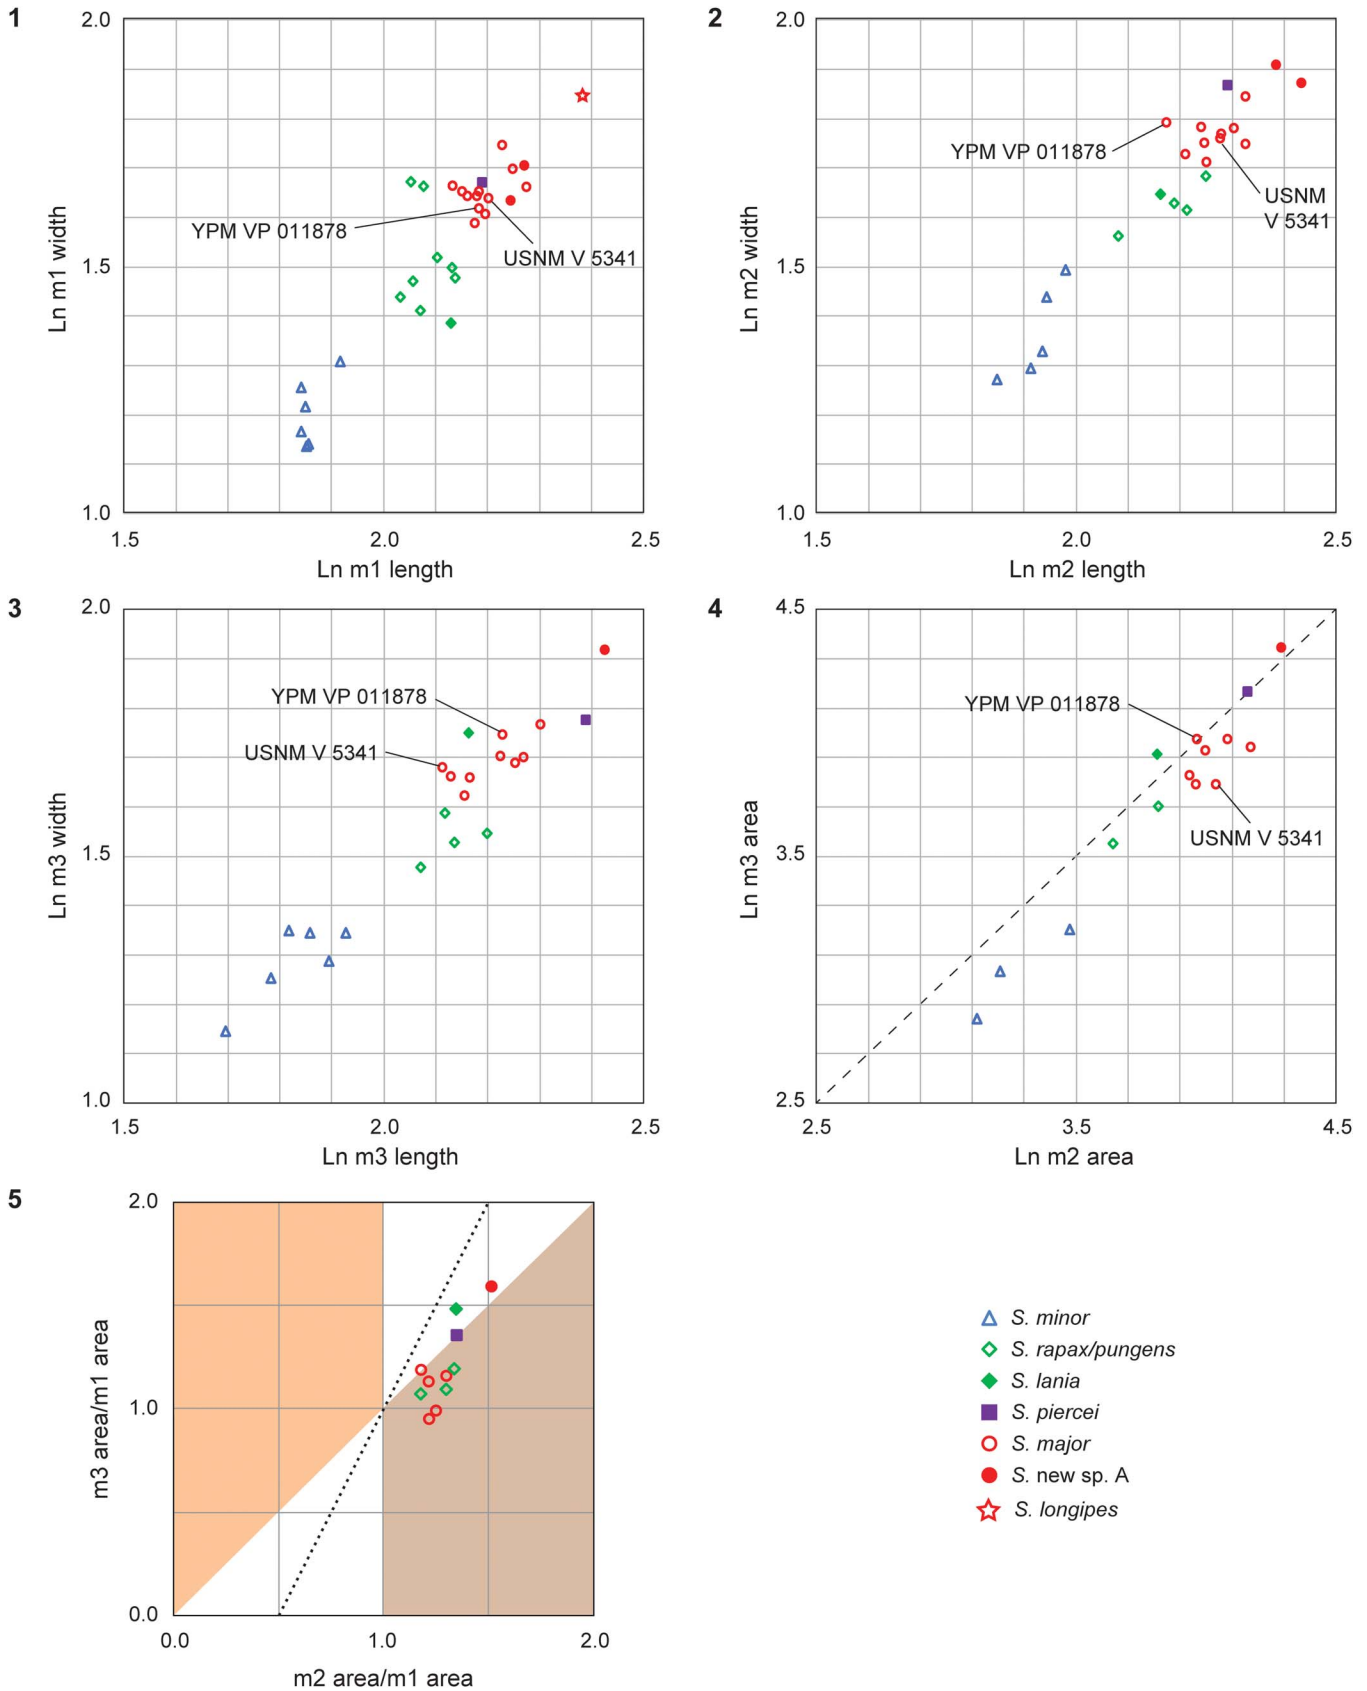 1
2.0
Ln m1 width
YPM VP 011878
USNM V 5341
1.5
1.0
1.5
2.0
2.5
Ln m1 length
2
2.0
Ln m2 width
YPM VP 011878
USNM
V 5341
1.5
1.0
1.5
2.0
2.5
Ln m2 length
3
2.0
Ln m3 width
YPM VP 011878
USNM V 5341
1.5
1.0
1.5
2.0
2.5
Ln m3 length
4
4.5
Ln m3 area
YPM VP 011878
USNM V 5341
3.5
2.5
2.5
3.5
4.5
Ln m2 area
5
2.0
m3 area/m1 area
1.0
0.0
0.0
1.0
2.0
m2 area/m1 area
S. minor
S. rapax/pungens
S. lania
S. piercei
S. major
S. new sp. A
S. longipes